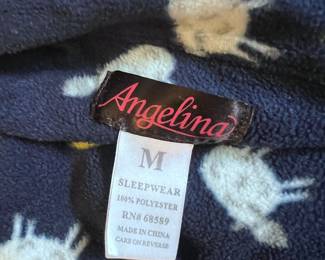 Angelina
M
SLEEPWEAR
100% POLYESTER
RN# 68589
MADE IN CHINA
CARE ON REVERSE